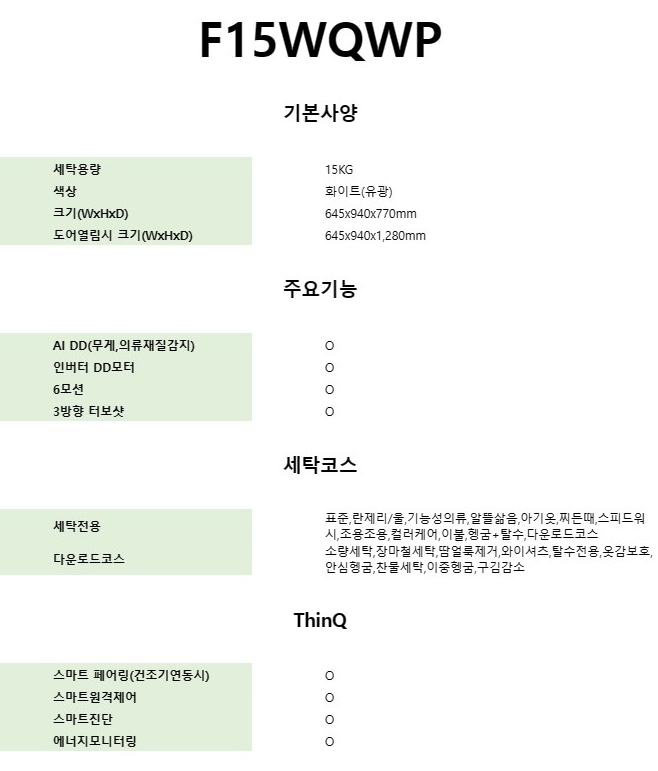 F15WQWP
기본사양
세탁용량 15KG
색상 화이트(유광)
크기(WxHxD) 645x940x770mm
도어열림시 크기(WxHxD) 645x940x1,280mm
주요기능
AI DD(무게,의류재질감지) O
인버터 DD모터 O
6모션 O
3방향 터보샷 O
세탁코스
세탁전용 표준,란제리/울,기능성의류,알뜰삶음,아기옷,찌든때,스피드워
시,조용조용,컬러케어,이불,헹굼+탈수,다운로드코스
다운로드코스 소량세탁,장마철세탁,땀얼룩제거,와이셔츠,탈수전용,옷감보호,
안심헹굼,찬물세탁,이중헹굼,구김감소
ThinQ
스마트 페어링(건조기연동시) O
스마트원격제어 O
스마트진단 O
에너지모니터링 O